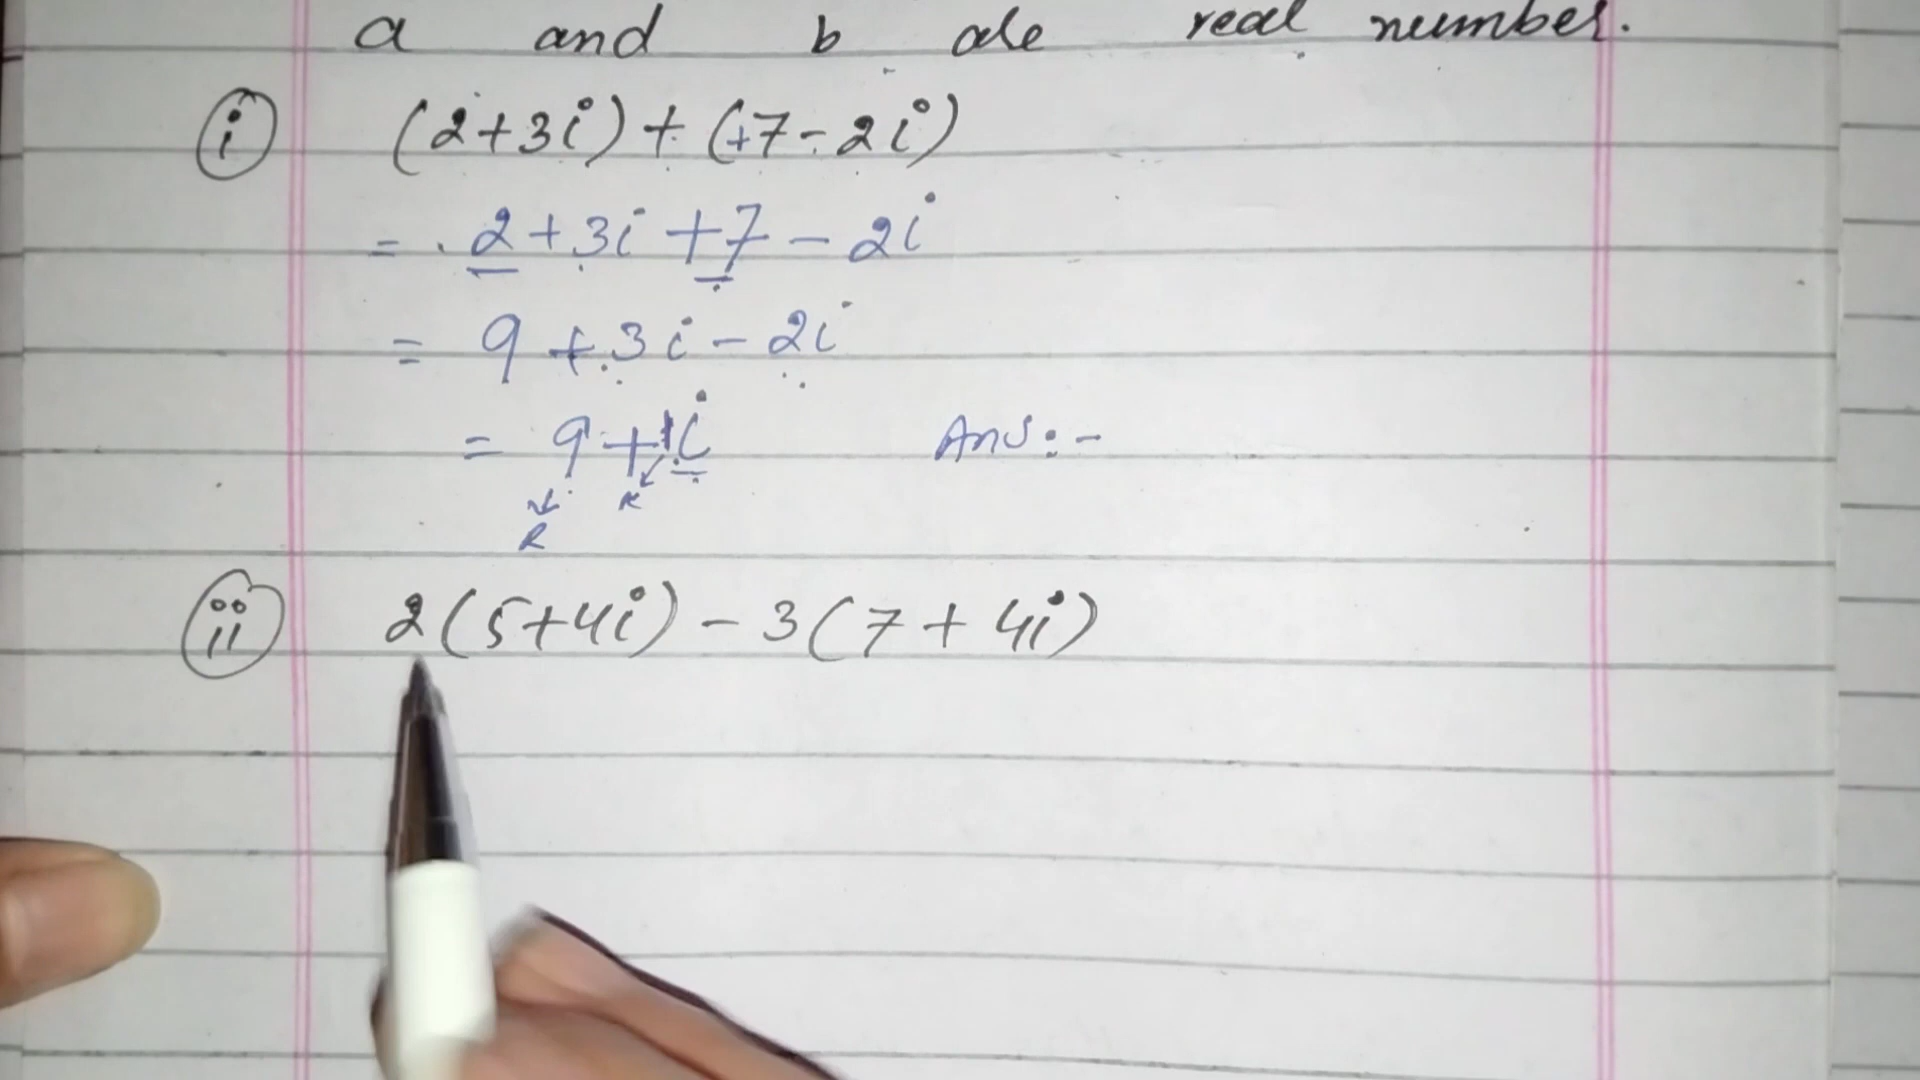 a and b are real number.
(i) (2+3i) + (+7-2i)
= 2+3i+7-2i
= 9+3i-2i
= 9+1i Ans:-
R R
(ii) 2(5+4i) - 3(7+4i)